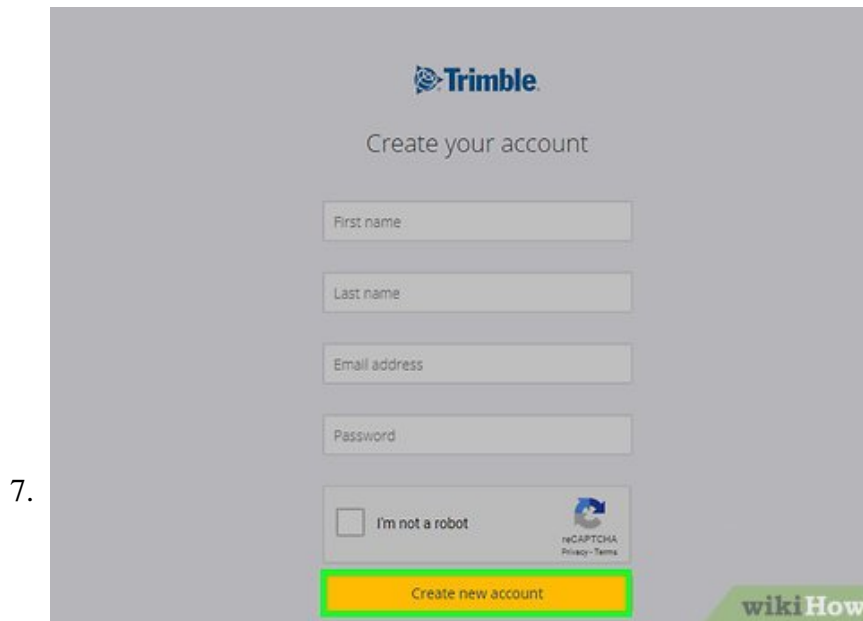 Trimble
Create your account
First name
Last name
Email address
Password
7.
I'm not a robot
reCAPTCHA
Privacy - Terms
Create new account
wikiHow